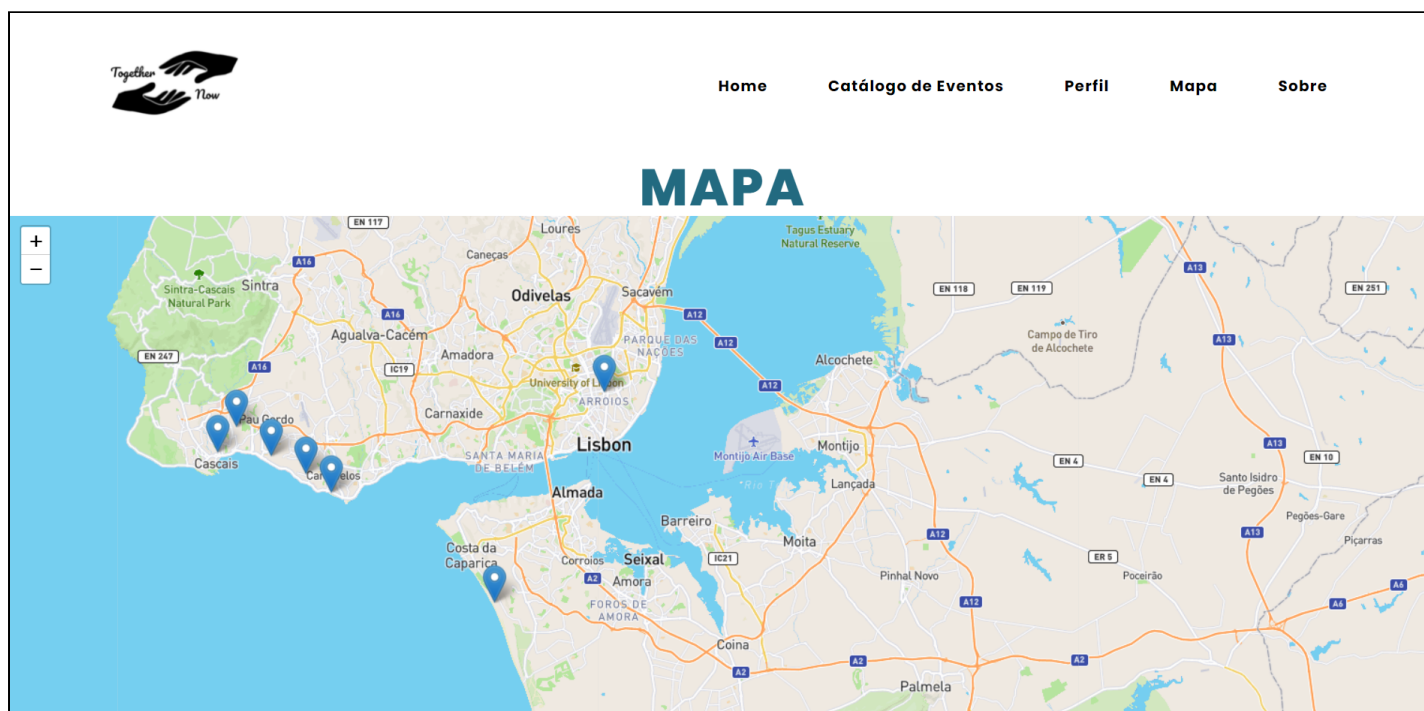 Together
Now
Home
Catálogo de Eventos
Perfil
Mapa
Sobre
MAPA
+
−
EN 117
Loures
Tagus Estuary
Natural Reserve
Caneças
A16
A13
Sintra-Cascais
Natural Park
Sintra
Odivelas
Sacavém
EN 118
EN 119
EN 251
A16
A12
Agualva-Cacém
PARQUE DAS
NAÇÕES
A12
Campo de Tiro
de Alcochete
A13
EN 247
Amadora
Alcochete
A16
IC19
University of
A12
ARROIOS
Carnaxide
Pau Gordo
Lisbon
Montijo
A13
Cascais
SANTA MARIA
DE BELÉM
Montijo Air Base
EN 4
EN 10
EN 4
Santo Isidro
de Pegões
Lançada
Almada
Barreiro
Pegões-Gare
Moita
A12
A13
Piçarras
Costa da
Caparica
Corroios
Seixal
IC21
ER 5
A2
Amora
Pinhal Novo
Poceirão
A6
FOROS DE
AMORA
A12
A6
Coina
A2
A2
A2
Palmela